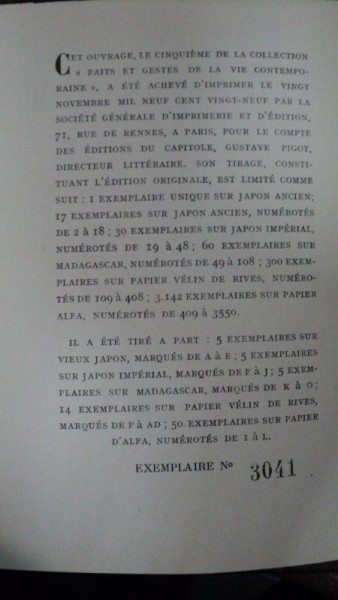 CET OUVRAGE, LE CINQUIÈME DE LA COLLECTION
« FAITS ET GESTES DE LA VIE CONTEMPO-
RAINE », A ÉTÉ ACHEVÉ D'IMPRIMER LE VINGT
NOVEMBRE MIL NEUF CENT VINGT-NEUF PAR LA
SOCIÉTÉ GÉNÉRALE D'IMPRIMERIE ET D'ÉDITION,
71, RUE DE RENNES, A PARIS, POUR LE COMPTE
DES ÉDITIONS DU CAPITOLE, GUSTAVE PIGOT,
DIRECTEUR LITTÉRAIRE. SON TIRAGE, CONSTI-
TUANT L'ÉDITION ORIGINALE, EST LIMITÉ COMME
SUIT : 1 EXEMPLAIRE UNIQUE SUR JAPON ANCIEN;
17 EXEMPLAIRES SUR JAPON ANCIEN, NUMÉROTÉS
DE 2 à 18 ; 30 EXEMPLAIRES SUR JAPON IMPÉRIAL,
NUMÉROTÉS DE 19 à 48 ; 60 EXEMPLAIRES SUR
MADAGASCAR, NUMÉROTÉS DE 49 à 108 ; 300 EXEM-
PLAIRES SUR PAPIER VÉLIN DE RIVES, NUMÉRO-
TÉS DE 109 à 408 ; 3.142 EXEMPLAIRES SUR PAPIER
ALFA, NUMÉROTÉS DE 409 à 3550.
IL A ÉTÉ TIRÉ A PART : 5 EXEMPLAIRES SUR
VIEUX JAPON, MARQUÉS DE A à E ; 5 EXEMPLAIRES
SUR JAPON IMPÉRIAL, MARQUÉS DE F à J ; 5 EXEM-
PLAIRES SUR MADAGASCAR, MARQUÉS DE K à O ;
14 EXEMPLAIRES SUR PAPIER VÉLIN DE RIVES,
MARQUÉS DE P à AD ; 50. EXEMPLAIRES SUR PAPIER
D'ALFA, NUMÉROTÉS DE I à L.
EXEMPLAIRE No 3041